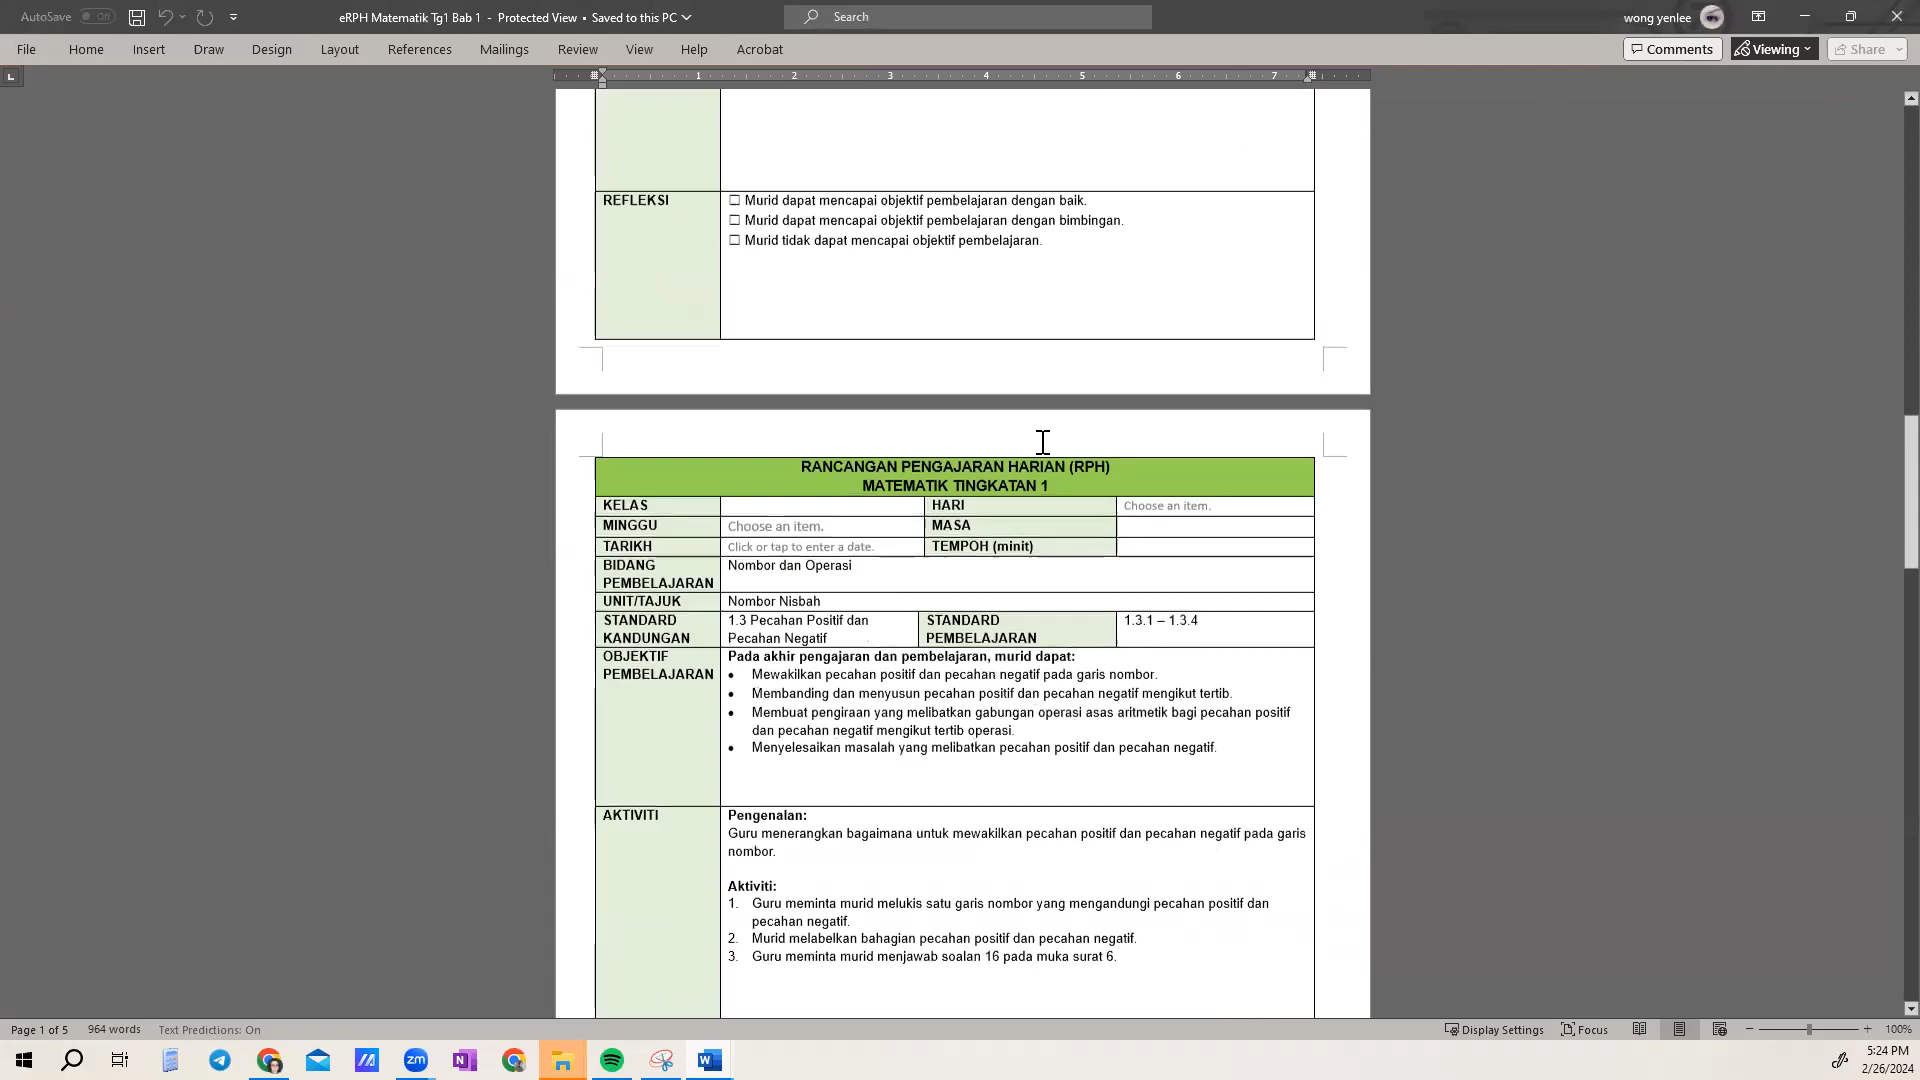 AutoSave Off
eRPH Matematik Tg1 Bab 1 - Protected View • Saved to this PC
Search
wong yenlee
File Home Insert Draw Design Layout References Mailings Review View Help Acrobat
Comments Viewing Share
1 2 3 4 5 6 7
REFLEKSI
☐ Murid dapat mencapai objektif pembelajaran dengan baik.
☐ Murid dapat mencapai objektif pembelajaran dengan bimbingan.
☐ Murid tidak dapat mencapai objektif pembelajaran.
RANCANGAN PENGAJARAN HARIAN (RPH)
MATEMATIK TINGKATAN 1
KELAS HARI Choose an item.
MINGGU Choose an item. MASA
TARIKH Click or tap to enter a date. TEMPOH (minit)
BIDANG PEMBELAJARAN Nombor dan Operasi
UNIT/TAJUK Nombor Nisbah
STANDARD KANDUNGAN
1.3 Pecahan Positif dan
Pecahan Negatif
STANDARD PEMBELAJARAN
1.3.1 – 1.3.4
OBJEKTIF PEMBELAJARAN
Pada akhir pengajaran dan pembelajaran, murid dapat:
• Mewakilkan pecahan positif dan pecahan negatif pada garis nombor.
• Membanding dan menyusun pecahan positif dan pecahan negatif mengikut tertib.
• Membuat pengiraan yang melibatkan gabungan operasi asas aritmetik bagi pecahan positif
dan pecahan negatif mengikut tertib operasi.
• Menyelesaikan masalah yang melibatkan pecahan positif dan pecahan negatif.
AKTIVITI
Pengenalan:
Guru menerangkan bagaimana untuk mewakilkan pecahan positif dan pecahan negatif pada garis
nombor.
Aktiviti:
1. Guru meminta murid melukis satu garis nombor yang mengandungi pecahan positif dan
pecahan negatif.
2. Murid melabelkan bahagian pecahan positif dan pecahan negatif.
3. Guru meminta murid menjawab soalan 16 pada muka surat 6.
Page 1 of 5 964 words Text Predictions: On
Display Settings Focus 100%
zm
N
W
5:24 PM
2/26/2024